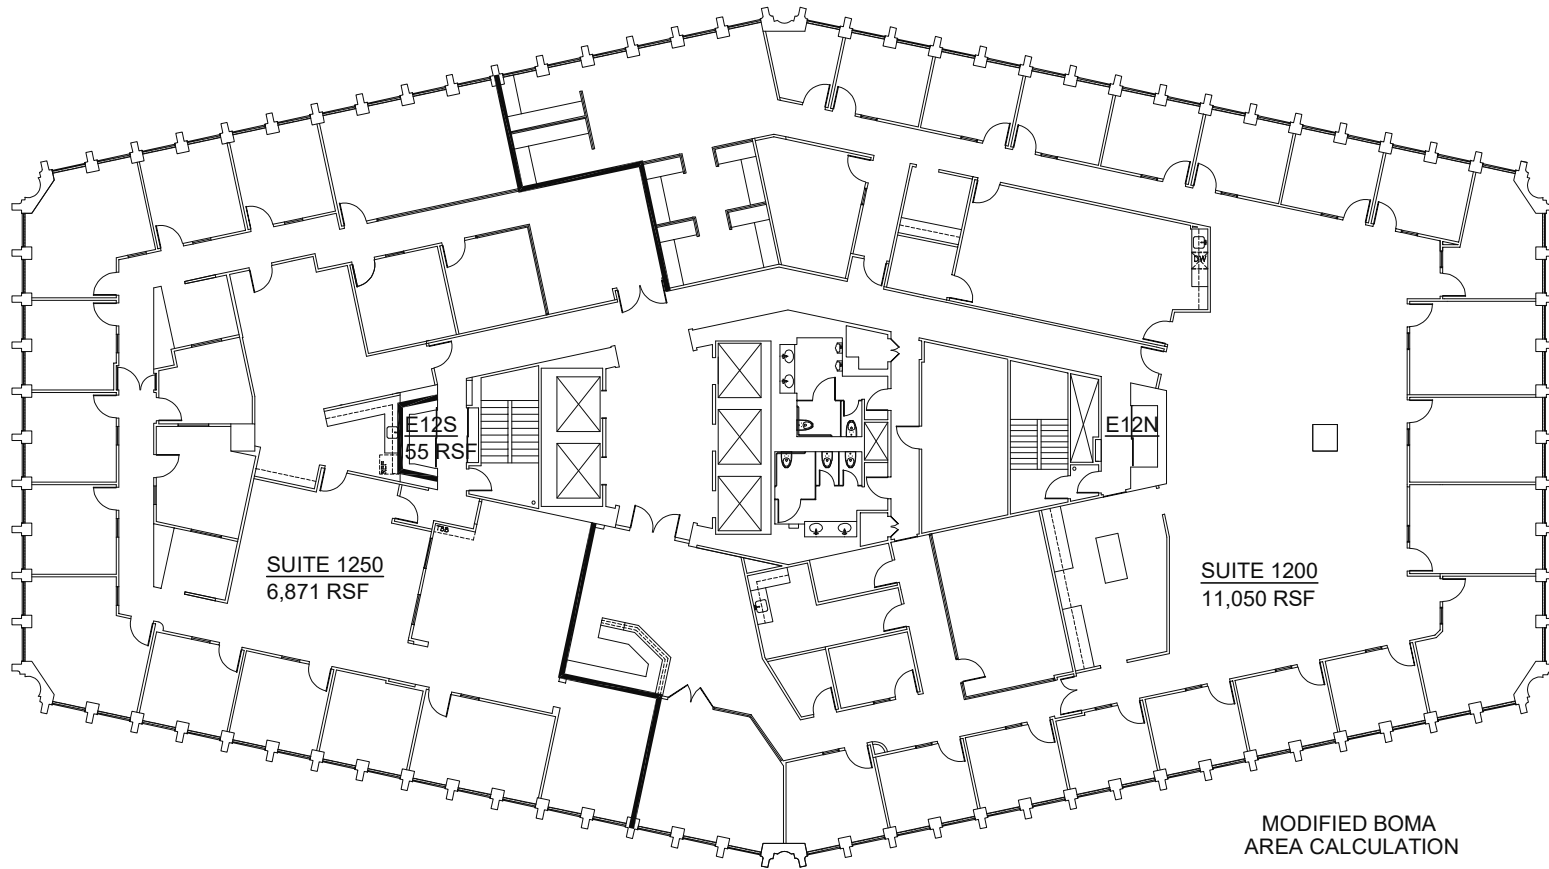 DW
E12S
55 RSF
E12N
SUITE 1250
6,871 RSF
SUITE 1200
11,050 RSF
MODIFIED BOMA
AREA CALCULATION